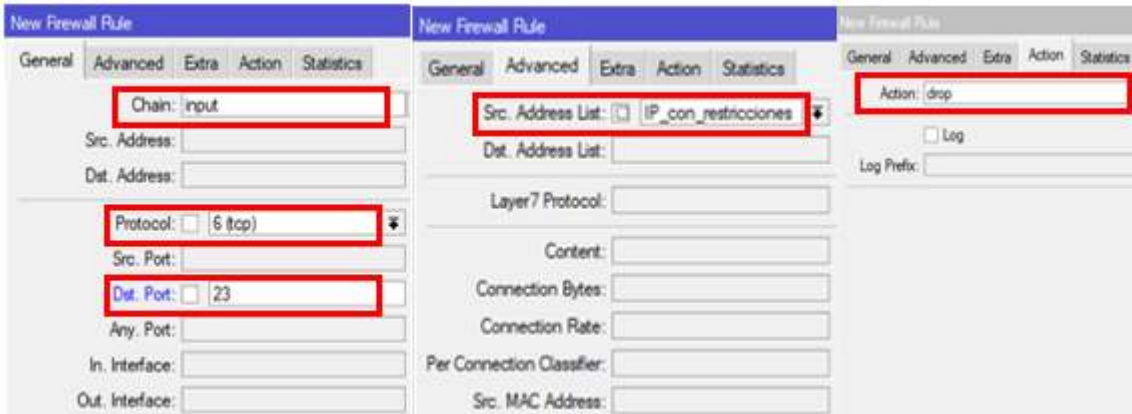 New Firewall Rule
General Advanced Extra Action Statistics
Chain: input
Src. Address:
Dst. Address:
Protocol: 6 (tcp)
Src. Port:
Dst. Port: 23
Any. Port:
In. Interface:
Out. Interface:
New Firewall Rule
General Advanced Extra Action Statistics
Src. Address List: IP_con_restricciones
Dst. Address List:
Layer7 Protocol:
Content:
Connection Bytes:
Connection Rate:
Per Connection Classifier:
Src. MAC Address:
New Firewall Rule
General Advanced Extra Action Statistics
Action: drop
Log
Log Prefix: